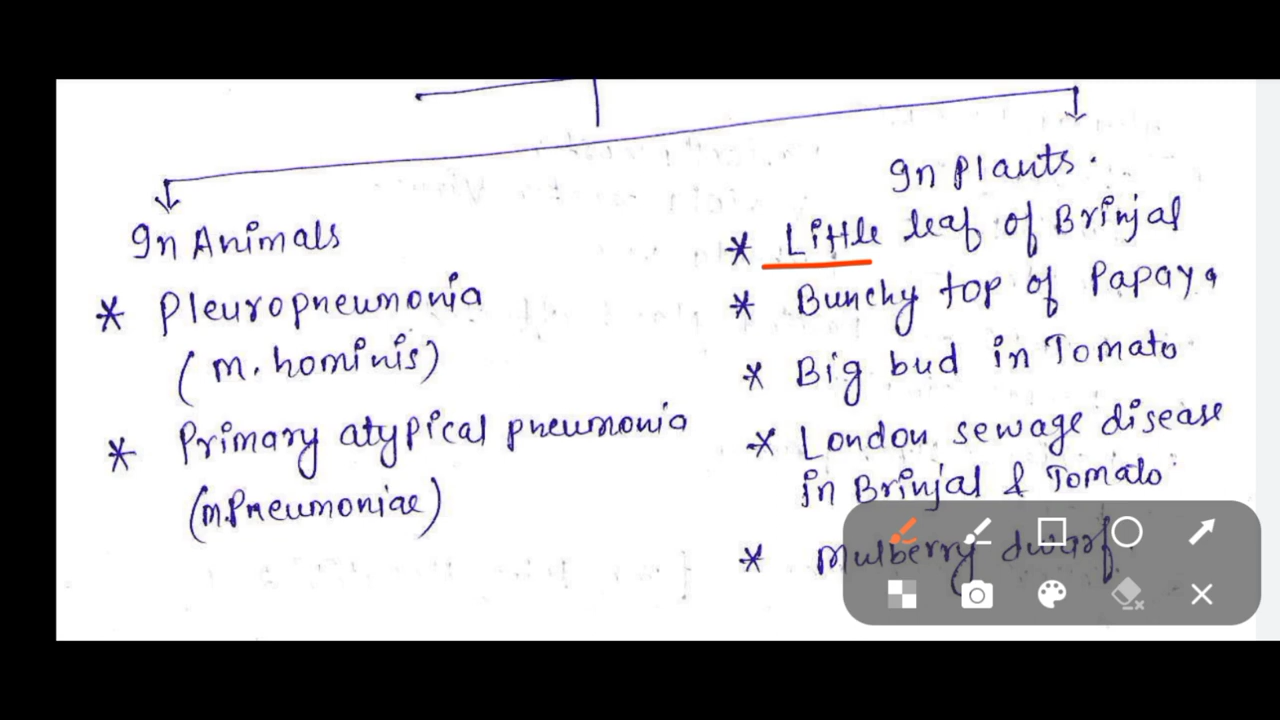 In Plants.
In Animals
* Little leaf of Brinjal
* Pleuropneumonia
(M. hominis)
* Bunchy top of Papaya
* Big bud in Tomato
* Primary atypical pneumonia
(M. Pneumoniae)
* London sewage disease
in Brinjal & Tomato
* Mulberry dwarf